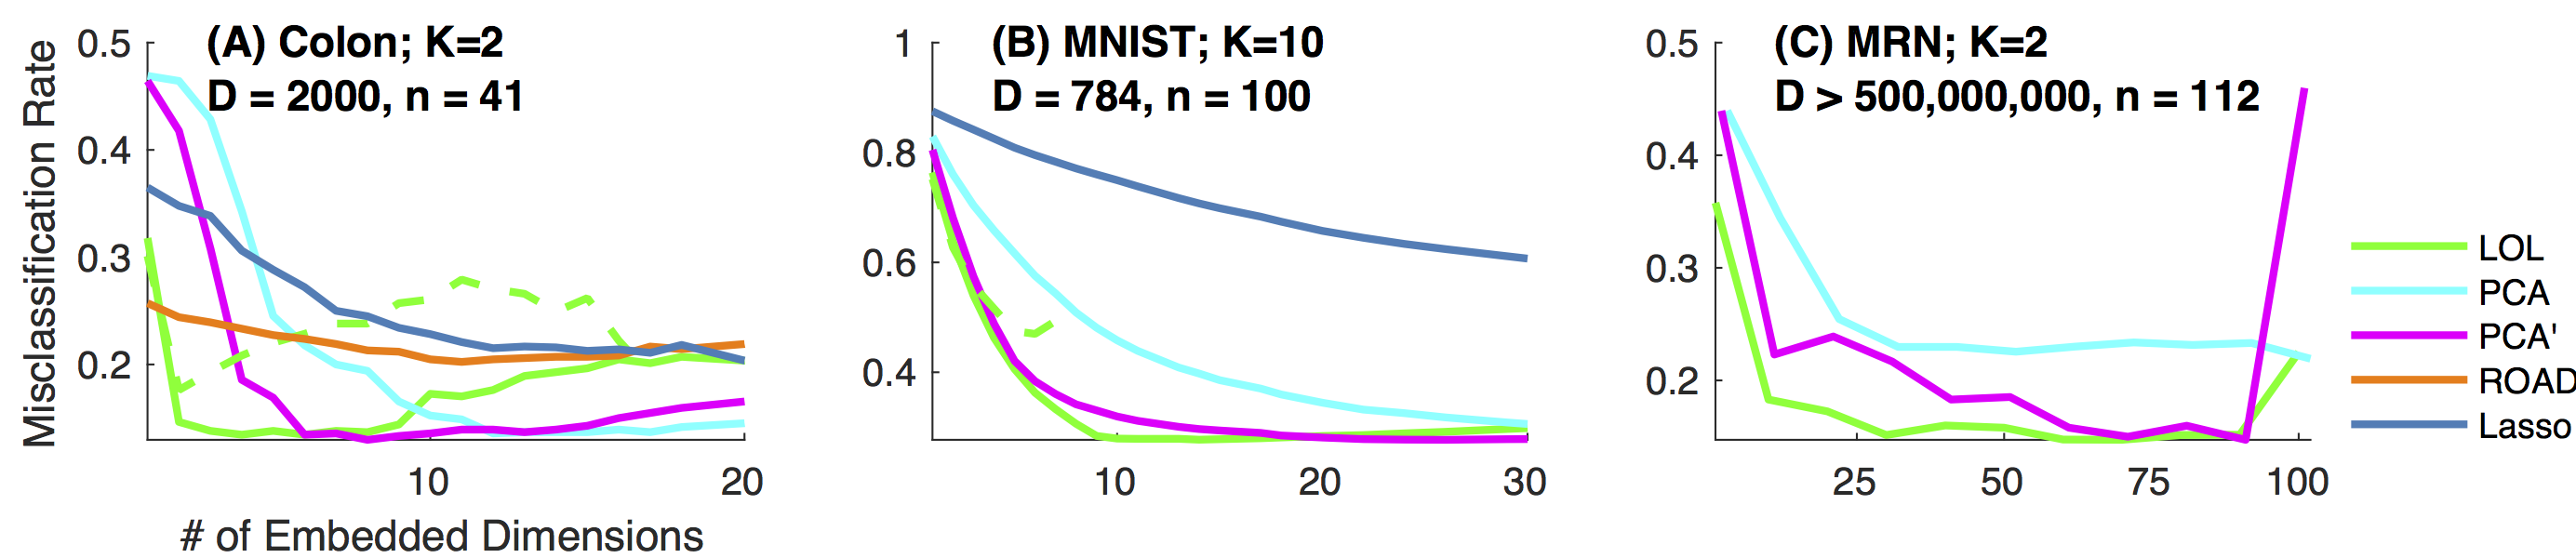 (A) Colon; K=2
D = 2000, n = 41
Misclassification Rate
0.5
0.4
0.3
0.2
10
20
# of Embedded Dimensions
(B) MNIST; K=10
D = 784, n = 100
1
0.8
0.6
0.4
10
20
30
(C) MRN; K=2
D > 500,000,000, n = 112
0.5
0.4
0.3
0.2
25
50
75
100
LOL
PCA
PCA'
ROAD
Lasso